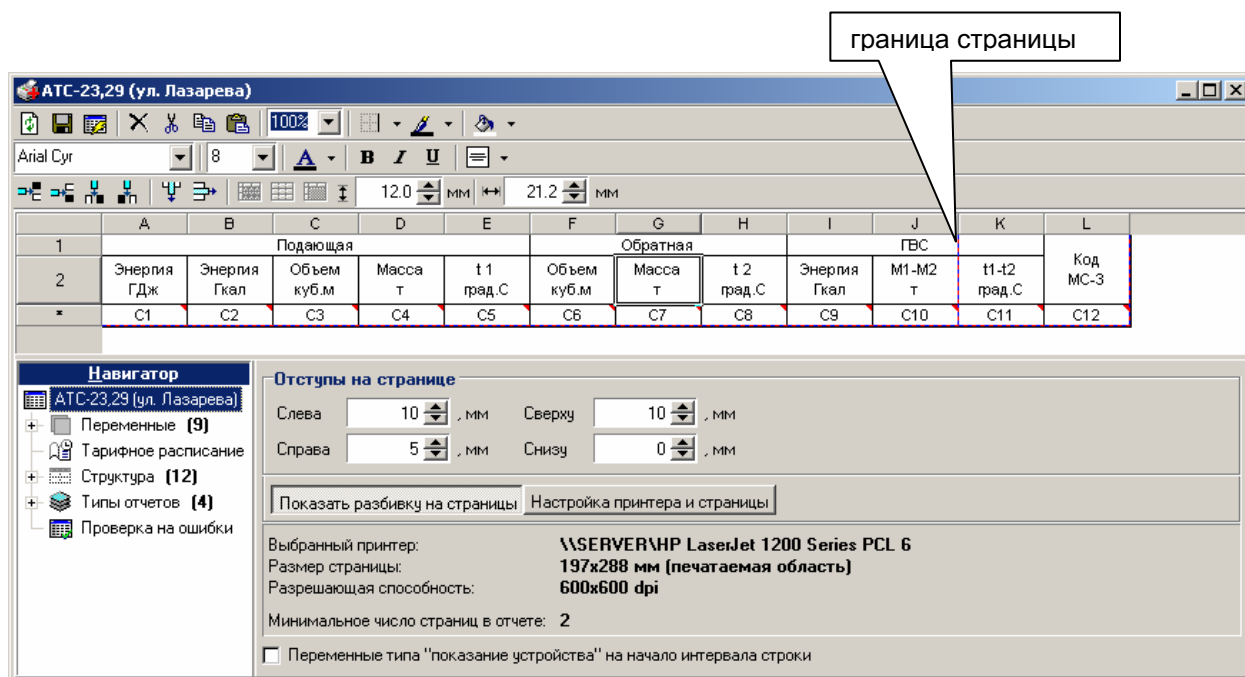 граница страницы
АТС-23,29 (ул. Лазарева)
100%
Arial Cyr 8 А B I U
12.0 мм 21.2 мм
A B C D E F G H I J K L
1 Подающая Обратная ГВС Код МС-3
2 Энергия ГДж Энергия Гкал Объем куб.м Масса т t 1 град.С Объем куб.м Масса т t 2 град.С Энергия Гкал М1-М2 т t1-t2 град.С
* C1 C2 C3 C4 C5 C6 C7 C8 C9 C10 C11 C12
Навигатор
АТС-23,29 (ул. Лазарева)
Переменные (9)
Тарифное расписание
Структура (12)
Типы отчетов (4)
Проверка на ошибки
Отступы на странице
Слева 10 , мм Сверху 10 , мм
Справа 5 , мм Снизу 0 , мм
Показать разбивку на страницы Настройка принтера и страницы
Выбранный принтер: \\SERVER\HP LaserJet 1200 Series PCL 6
Размер страницы: 197x288 мм (печатаемая область)
Разрешающая способность: 600x600 dpi
Минимальное число страниц в отчете: 2
Переменные типа "показание устройства" на начало интервала строки